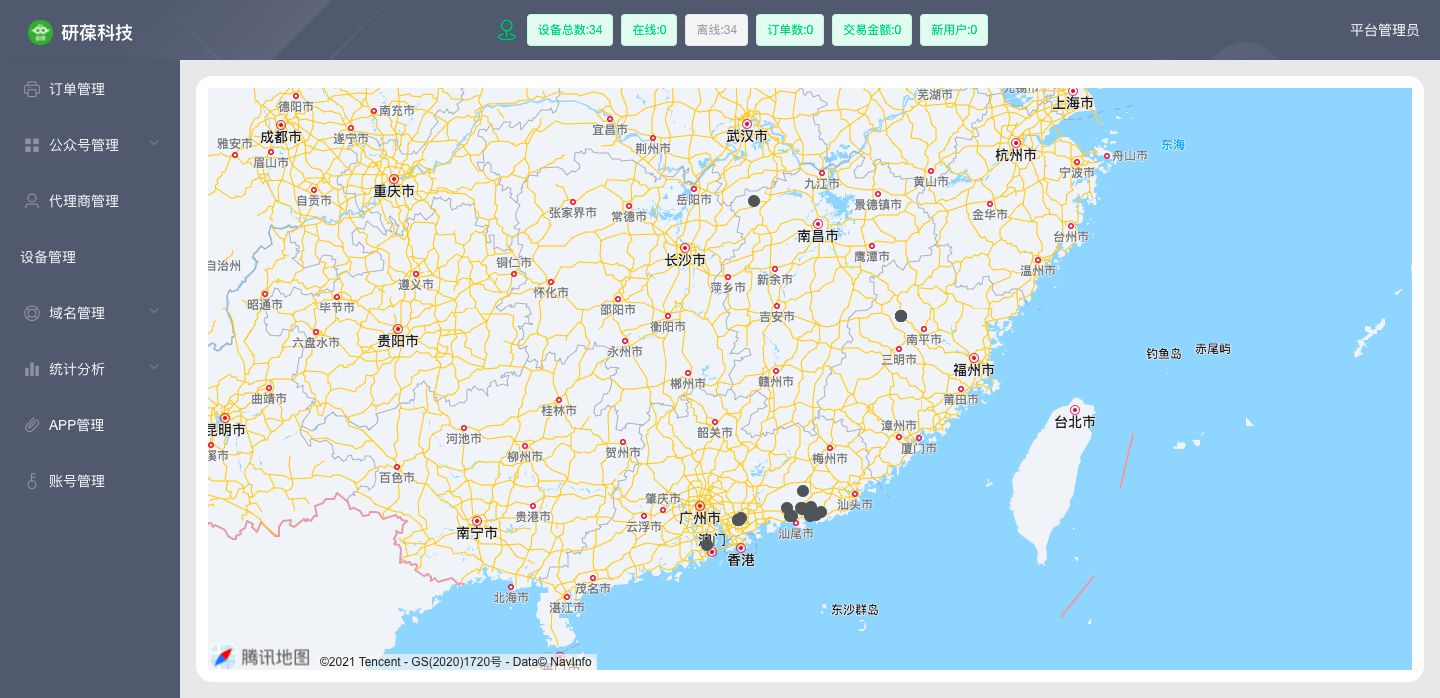 研葆科技
设备总数:34
在线:0
离线:34
订单数:0
交易金额:0
新用户:0
平台管理员
订单管理
公众号管理
代理商管理
设备管理
域名管理
统计分析
APP管理
账号管理
芜湖市
上海市
德阳市
南充市
宜昌市
武汉市
成都市
遂宁市
荆州市
杭州市
东海
雅安市
眉山市
舟山市
宁波市
重庆市
九江市
黄山市
自贡市
张家界市
常德市
岳阳市
景德镇市
金华市
南昌市
台州市
长沙市
鹰潭市
自治州
铜仁市
温州市
遵义市
怀化市
萍乡市
新余市
昭通市
毕节市
邵阳市
吉安市
衡阳市
六盘水市
贵阳市
南平市
永州市
三明市
钓鱼岛
赤尾屿
福州市
郴州市
赣州市
曲靖市
莆田市
桂林市
台北市
昆明市
韶关市
漳州市
河池市
厦门市
溪市
柳州市
贺州市
梅州市
百色市
肇庆市
汕头市
贵港市
广州市
云浮市
南宁市
汕尾市
澳门
香港
茂名市
北海市
湛江市
东沙群岛
腾讯地图
©2021 Tencent - GS(2020)1720号 - Data© NavInfo